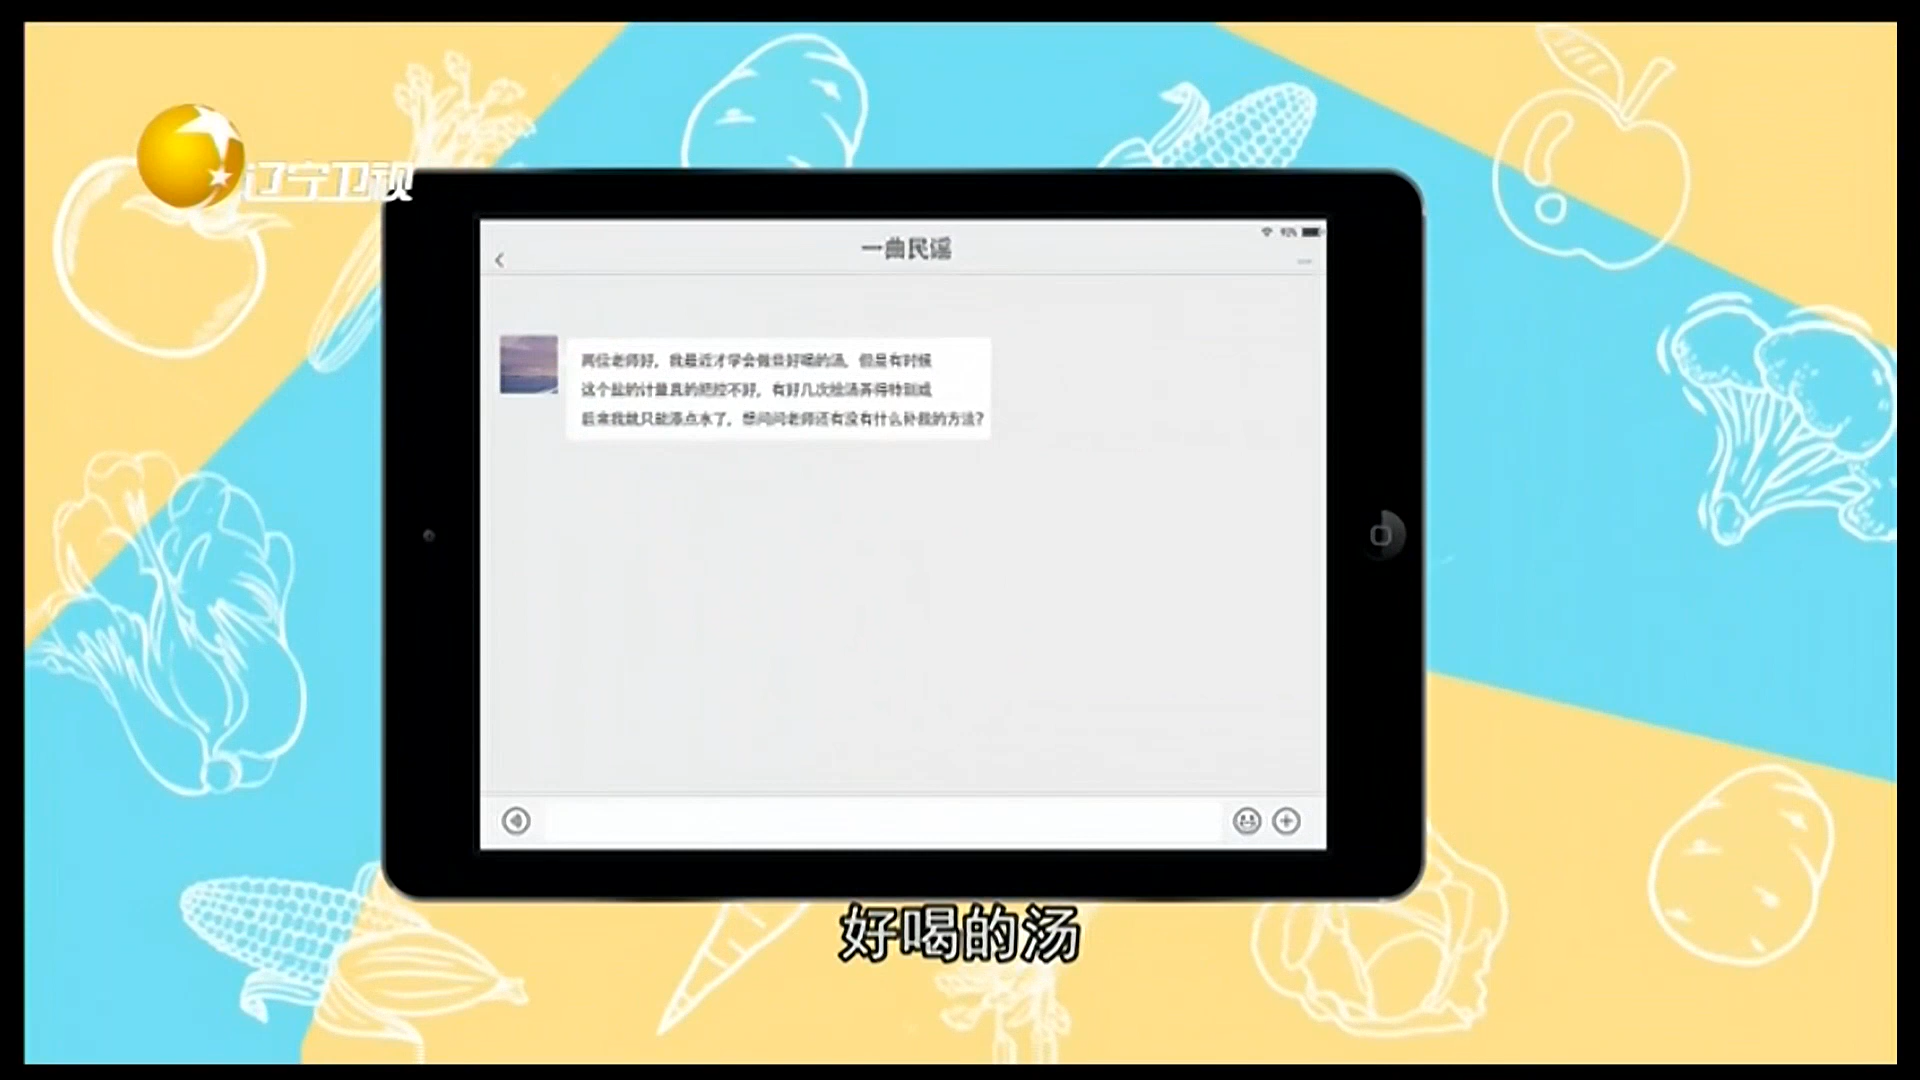 辽宁卫视
一曲民谣
两位老师好，我最近才学会做些好喝的汤，但是有时候
这个盐的计量真的把控不好，有好几次给汤弄得特别咸
后来我就只能添点水了，想问问老师还有没有什么补救的方法？
好喝的汤